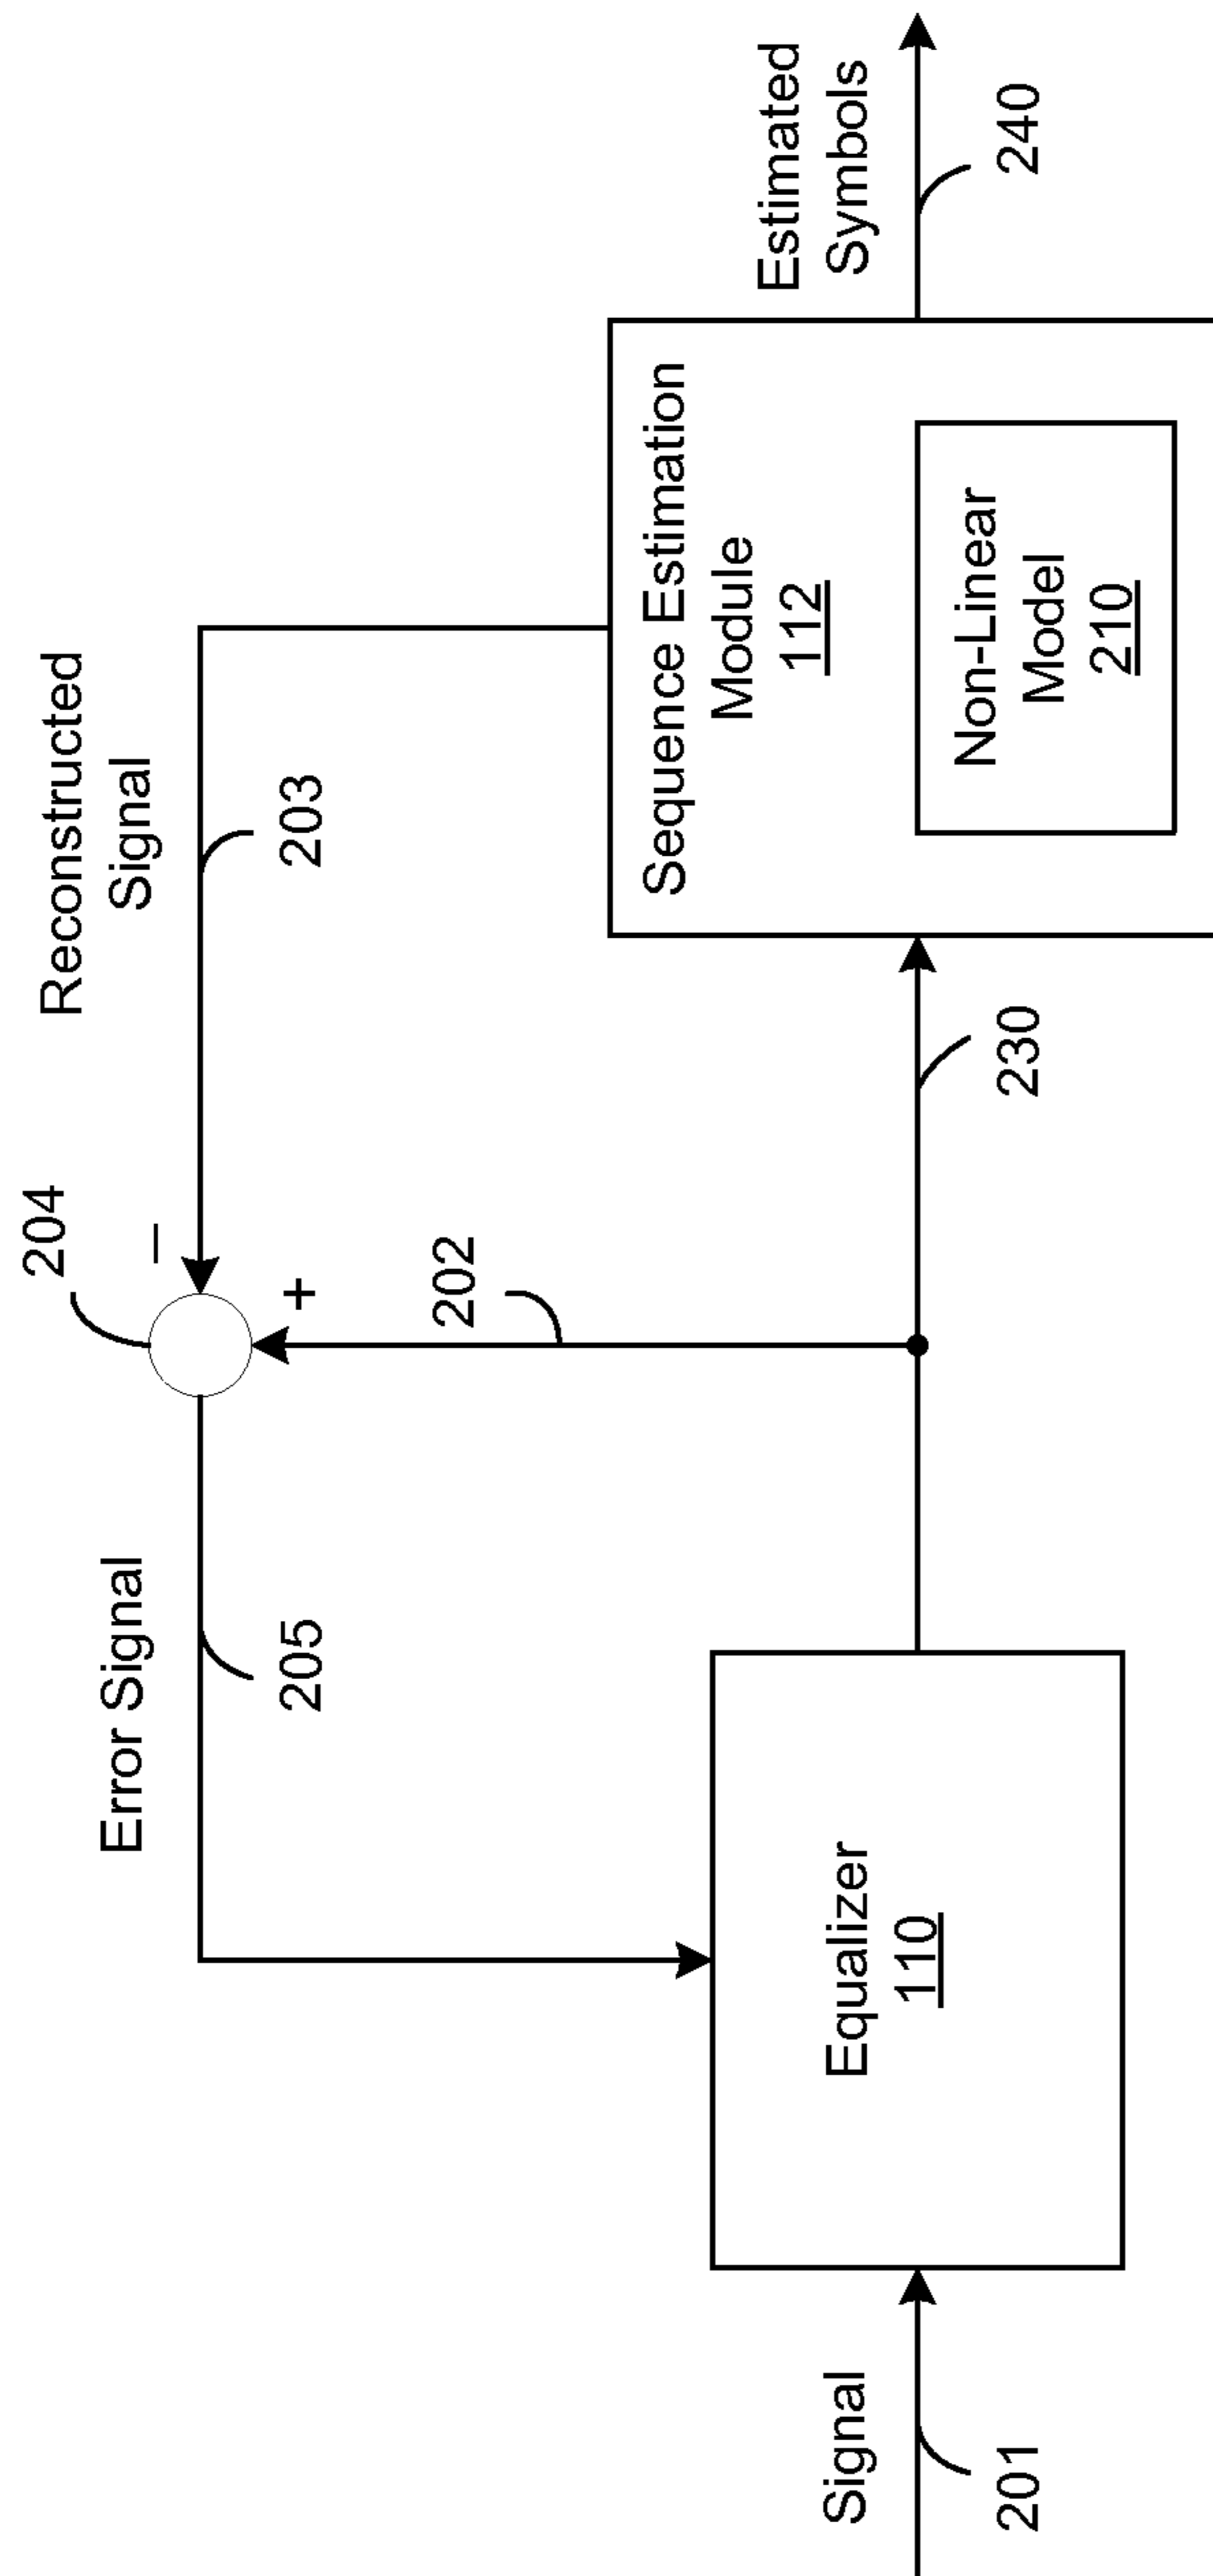 Reconstructed
Signal
203
204
−
+
202
Error Signal
205
Signal
201
Equalizer
110
230
Sequence Estimation
Module
112
Non-Linear
Model
210
Estimated
Symbols
240